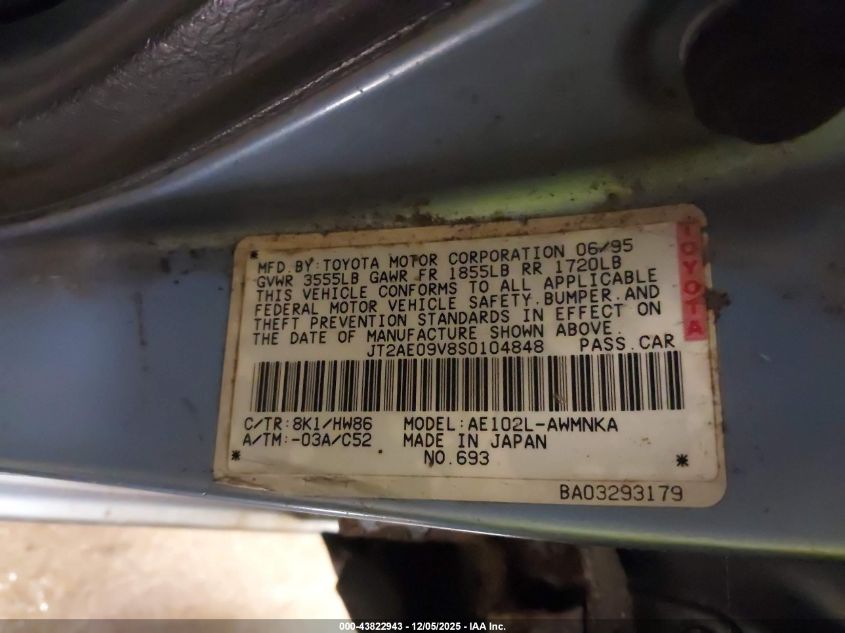 MFD.BY:TOYOTA MOTOR CORPORATION 06/95
GVWR 3555LB GAWR FR 1855LB RR 1720LB
THIS VEHICLE CONFORMS TO ALL APPLICABLE
FEDERAL MOTOR VEHICLE SAFETY.BUMPER.AND
THEFT PREVENTION STANDARDS IN EFFECT ON
THE DATE OF MANUFACTURE SHOWN ABOVE.
JT2AE09V8S0104848 PASS.CAR
TOYOTA
C/TR:8K1/HW86 MODEL:AE102L-AWMNKA
A/TM:-03A/C52 MADE IN JAPAN
NO.693
BA03293179
000-43822943 - 12/05/2025 - © IAA, Inc.